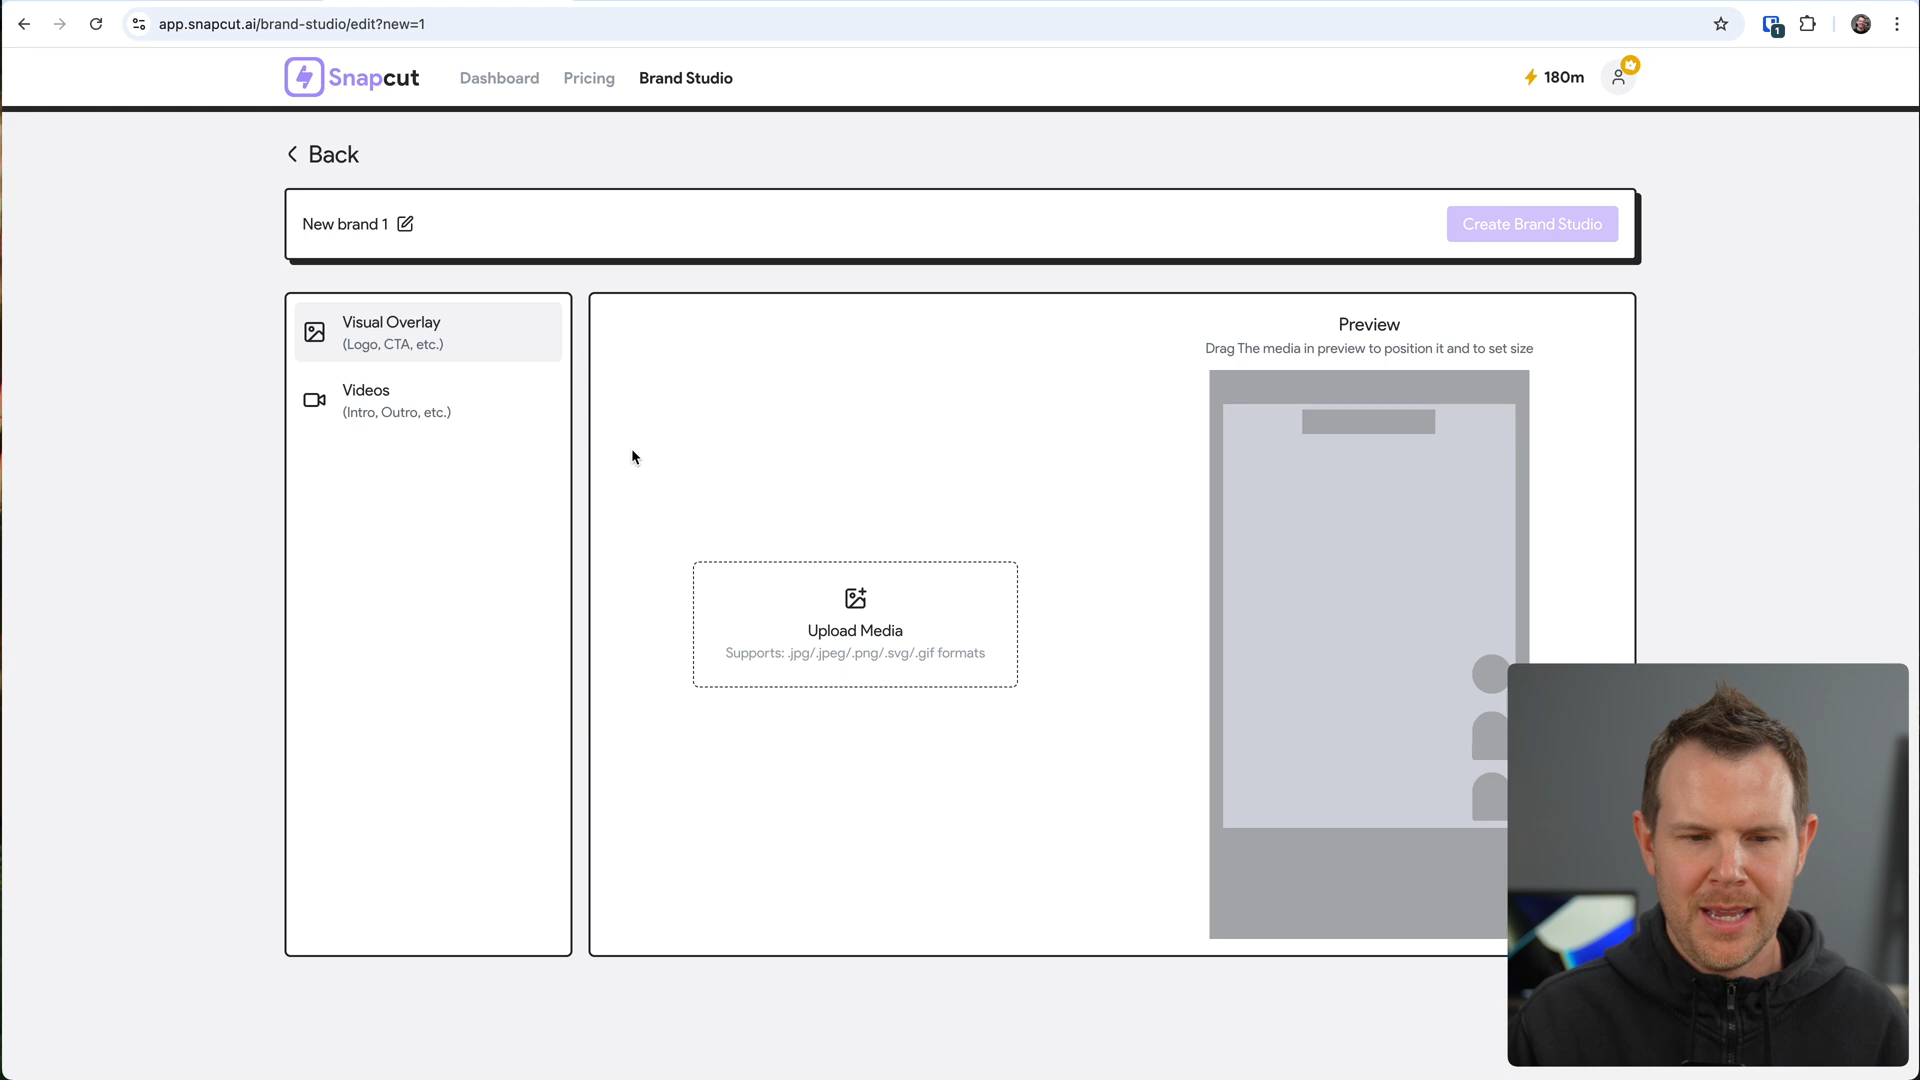 app.snapcut.ai/brand-studio/edit?new=1
1
Snapcut
Dashboard
Pricing
Brand Studio
180m
Back
New brand 1
Create Brand Studio
Visual Overlay
(Logo, CTA, etc.)
Videos
(Intro, Outro, etc.)
Upload Media
Supports: .jpg/.jpeg/.png/.svg/.gif formats
Preview
Drag The media in preview to position it and to set size